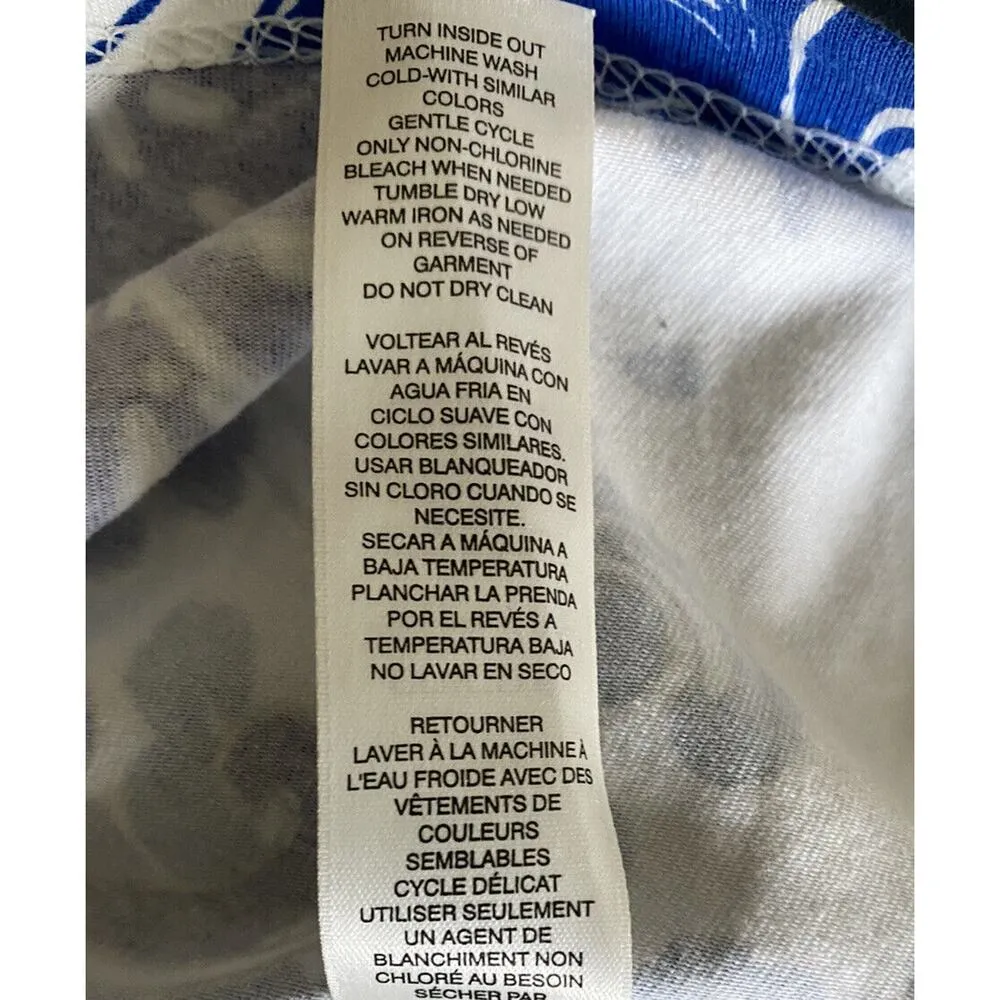 TURN INSIDE OUT
MACHINE WASH
COLD-WITH SIMILAR
COLORS
GENTLE CYCLE
ONLY NON-CHLORINE
BLEACH WHEN NEEDED
TUMBLE DRY LOW
WARM IRON AS NEEDED
ON REVERSE OF
GARMENT
DO NOT DRY CLEAN
VOLTEAR AL REVÉS
LAVAR A MÁQUINA CON
AGUA FRIA EN
CICLO SUAVE CON
COLORES SIMILARES.
USAR BLANQUEADOR
SIN CLORO CUANDO SE
NECESITE.
SECAR A MÁQUINA A
BAJA TEMPERATURA
PLANCHAR LA PRENDA
POR EL REVÉS A
TEMPERATURA BAJA
NO LAVAR EN SECO
RETOURNER
LAVER À LA MACHINE À
L'EAU FROIDE AVEC DES
VÊTEMENTS DE
COULEURS
SEMBLABLES
CYCLE DÉLICAT
UTILISER SEULEMENT
UN AGENT DE
BLANCHIMENT NON
CHLORÉ AU BESOIN
SÉCHER PAR